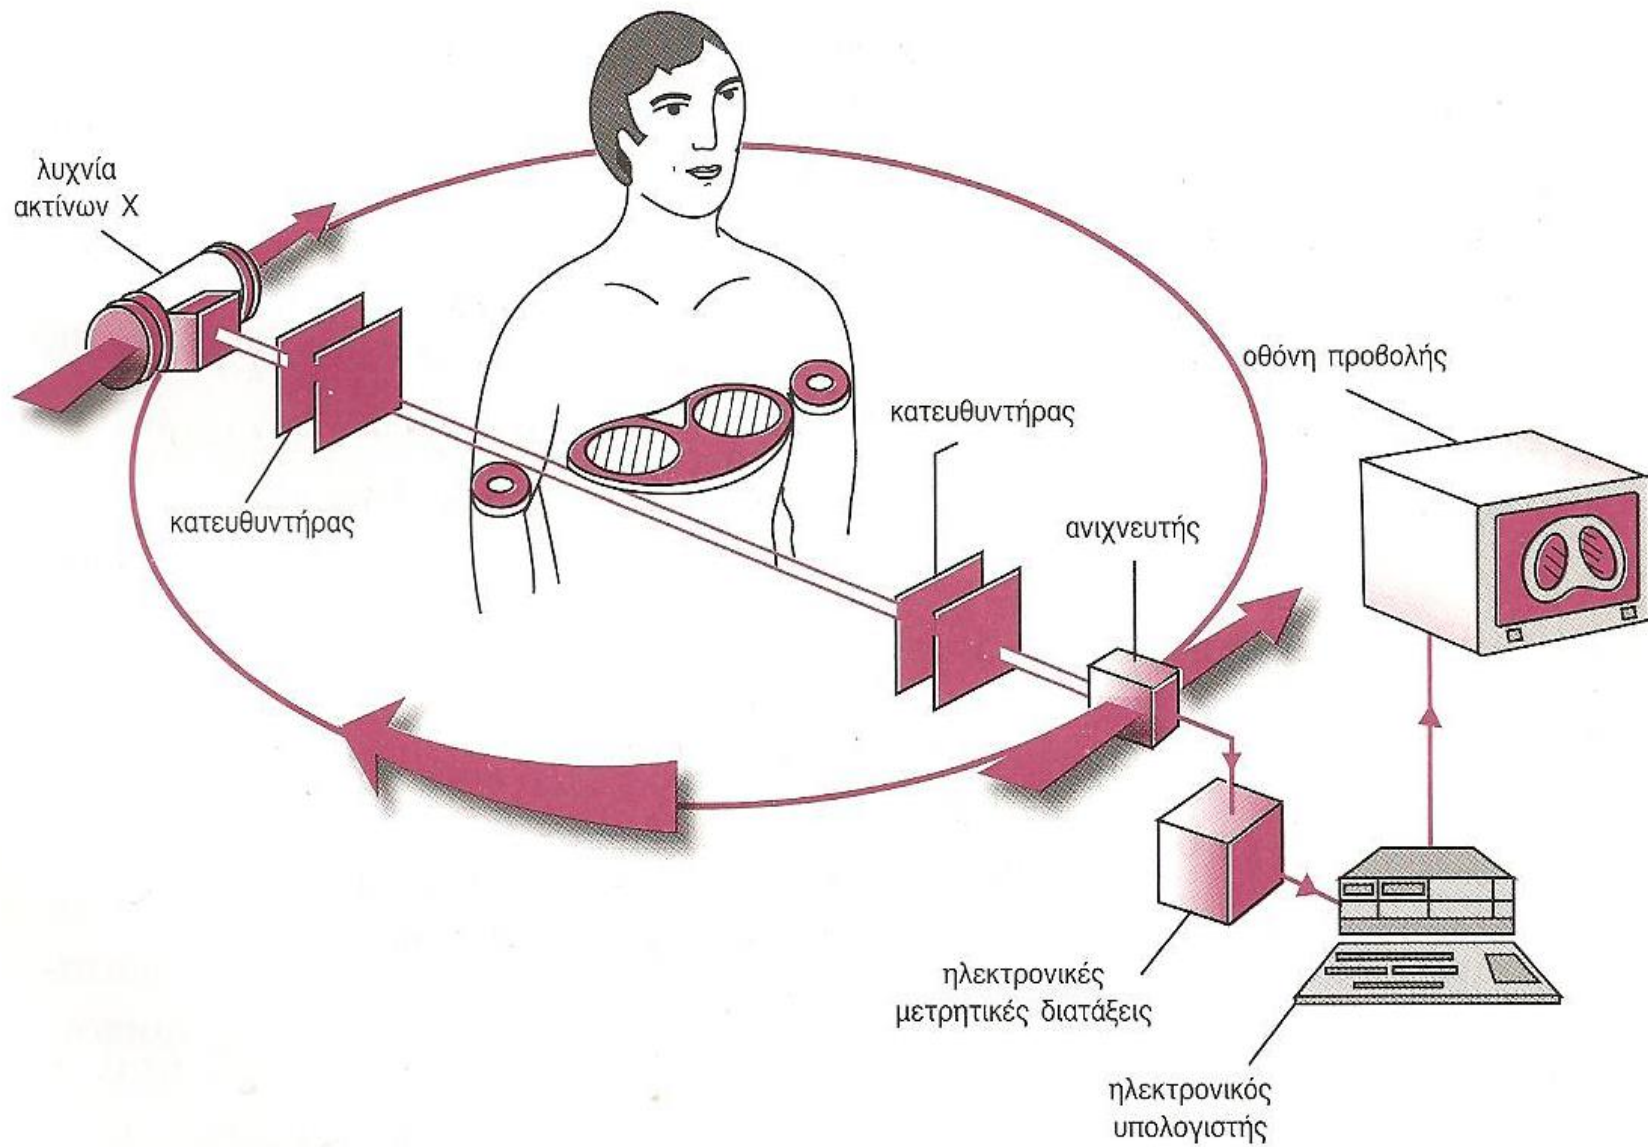 λυχνία
ακτίνων Χ
κατευθυντήρας
κατευθυντήρας
ανιχνευτής
οθόνη προβολής
ηλεκτρονικές
μετρητικές διατάξεις
ηλεκτρονικός
υπολογιστής